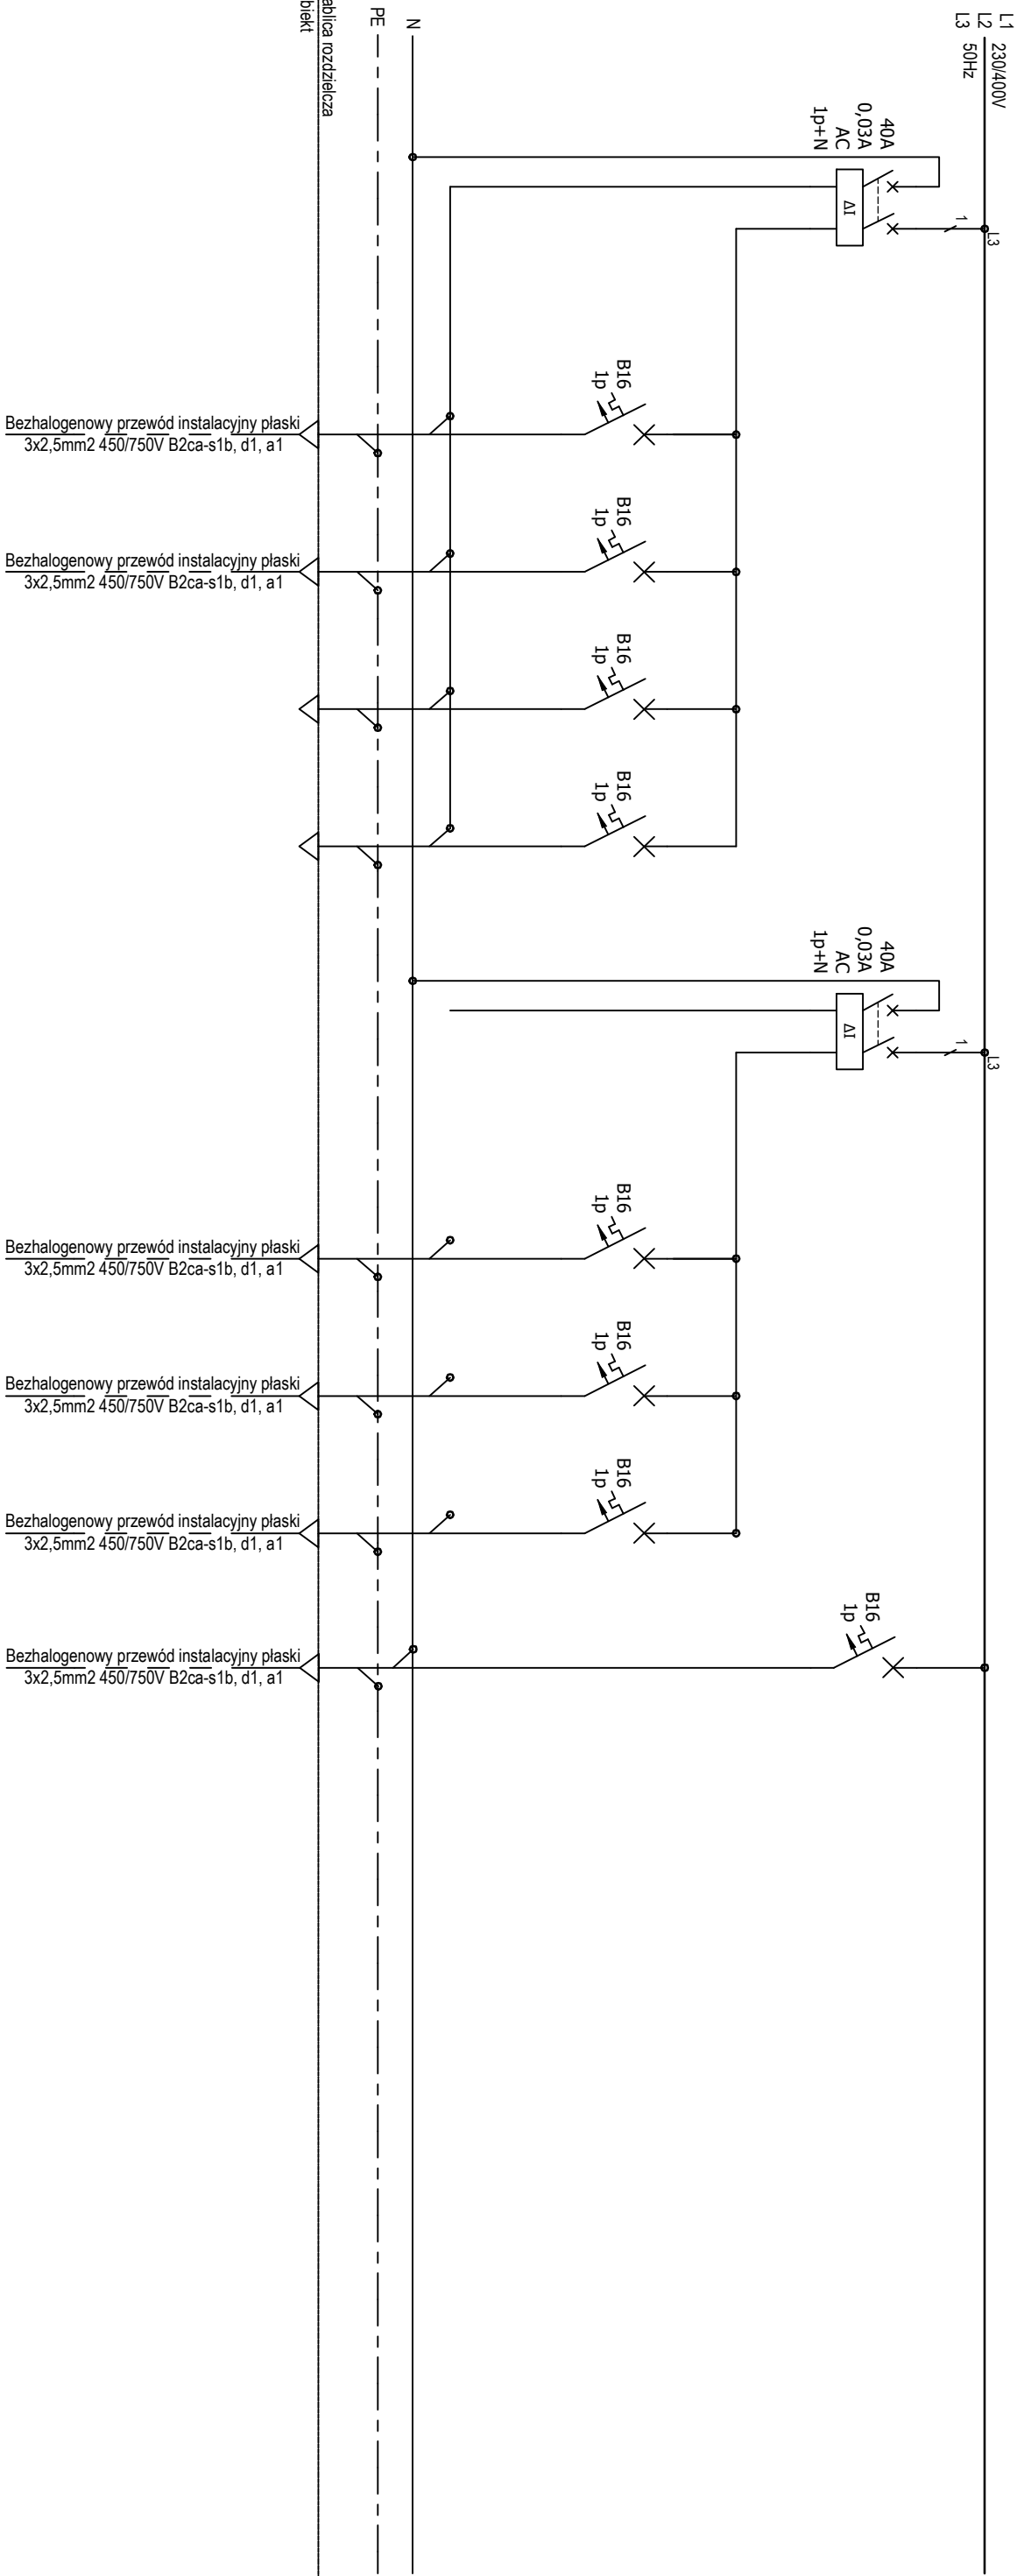 L1
L2
L3
230/400V
50Hz
N
PE
ablica rozdzielcza
biekt
40A
0,03A
AC
1p+N
ΔI
1
L3
B16
1p
B16
1p
B16
1p
B16
1p
40A
0,03A
AC
1p+N
ΔI
1
L3
B16
1p
B16
1p
B16
1p
B16
1p
Bezhalogenowy przewód instalacyjny płaski
3x2,5mm2 450/750V B2ca-s1b, d1, a1
Bezhalogenowy przewód instalacyjny płaski
3x2,5mm2 450/750V B2ca-s1b, d1, a1
Bezhalogenowy przewód instalacyjny płaski
3x2,5mm2 450/750V B2ca-s1b, d1, a1
Bezhalogenowy przewód instalacyjny płaski
3x2,5mm2 450/750V B2ca-s1b, d1, a1
Bezhalogenowy przewód instalacyjny płaski
3x2,5mm2 450/750V B2ca-s1b, d1, a1
Bezhalogenowy przewód instalacyjny płaski
3x2,5mm2 450/750V B2ca-s1b, d1, a1